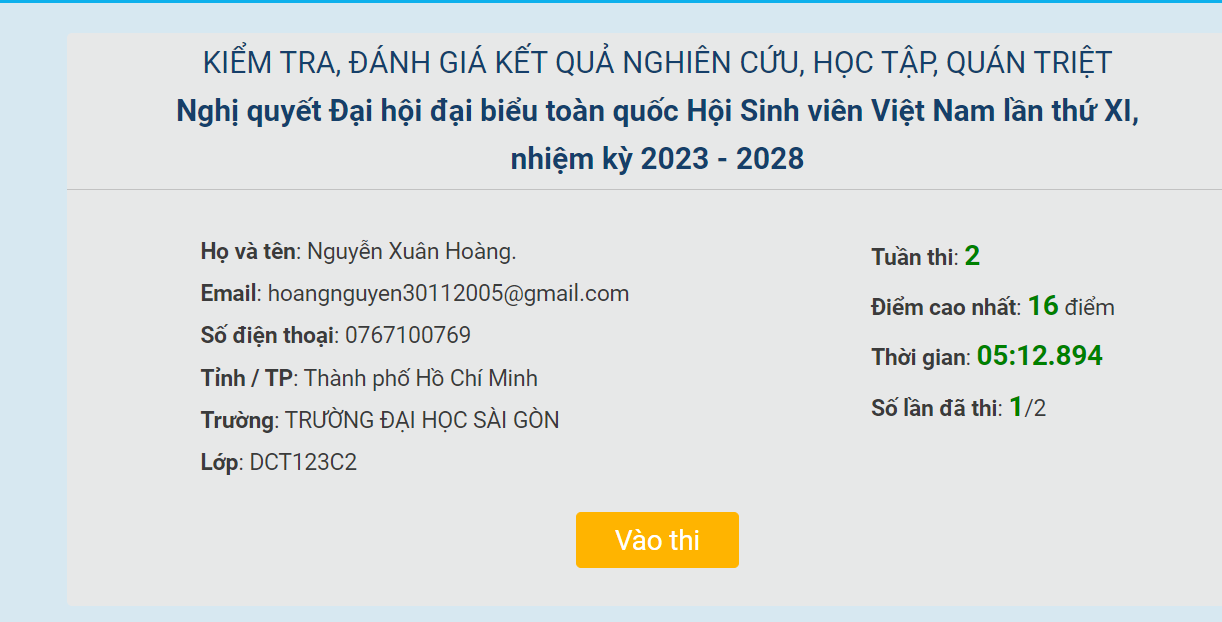 KIỂM TRA, ĐÁNH GIÁ KẾT QUẢ NGHIÊN CỨU, HỌC TẬP, QUÁN TRIỆT
Nghị quyết Đại hội đại biểu toàn quốc Hội Sinh viên Việt Nam lần thứ XI,
nhiệm kỳ 2023 - 2028
Họ và tên: Nguyễn Xuân Hoàng.
Email: hoangnguyen30112005@gmail.com
Số điện thoại: 0767100769
Tỉnh / TP: Thành phố Hồ Chí Minh
Trường: TRƯỜNG ĐẠI HỌC SÀI GÒN
Lớp: DCT123C2
Tuần thi: 2
Điểm cao nhất: 16 điểm
Thời gian: 05:12.894
Số lần đã thi: 1/2
Vào thi